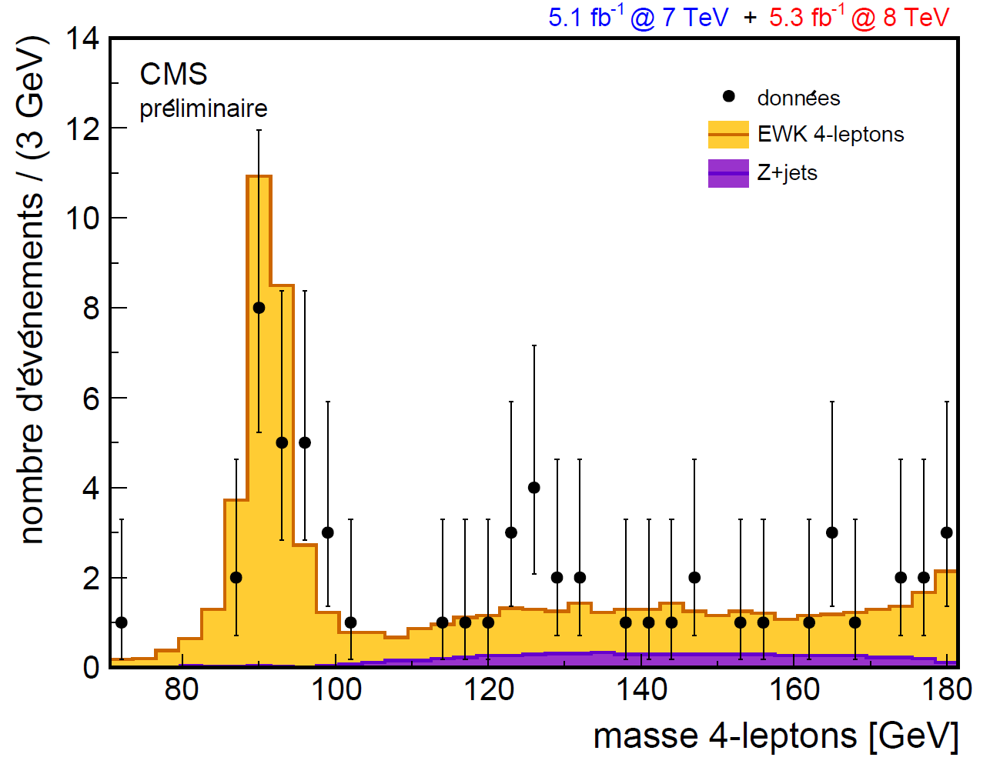 5.1 fb-1 @ 7 TeV + 5.3 fb-1 @ 8 TeV
CMS
préliminaire
données
EWK 4-leptons
Z+jets
nombre d'événements / (3 GeV)
14
12
10
8
6
4
2
0
80 100 120 140 160 180
masse 4-leptons [GeV]